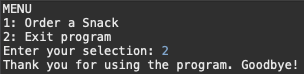 MENU
1: Order a Snack
2: Exit program
Enter your selection: 2
Thank you for using the program. Goodbye!